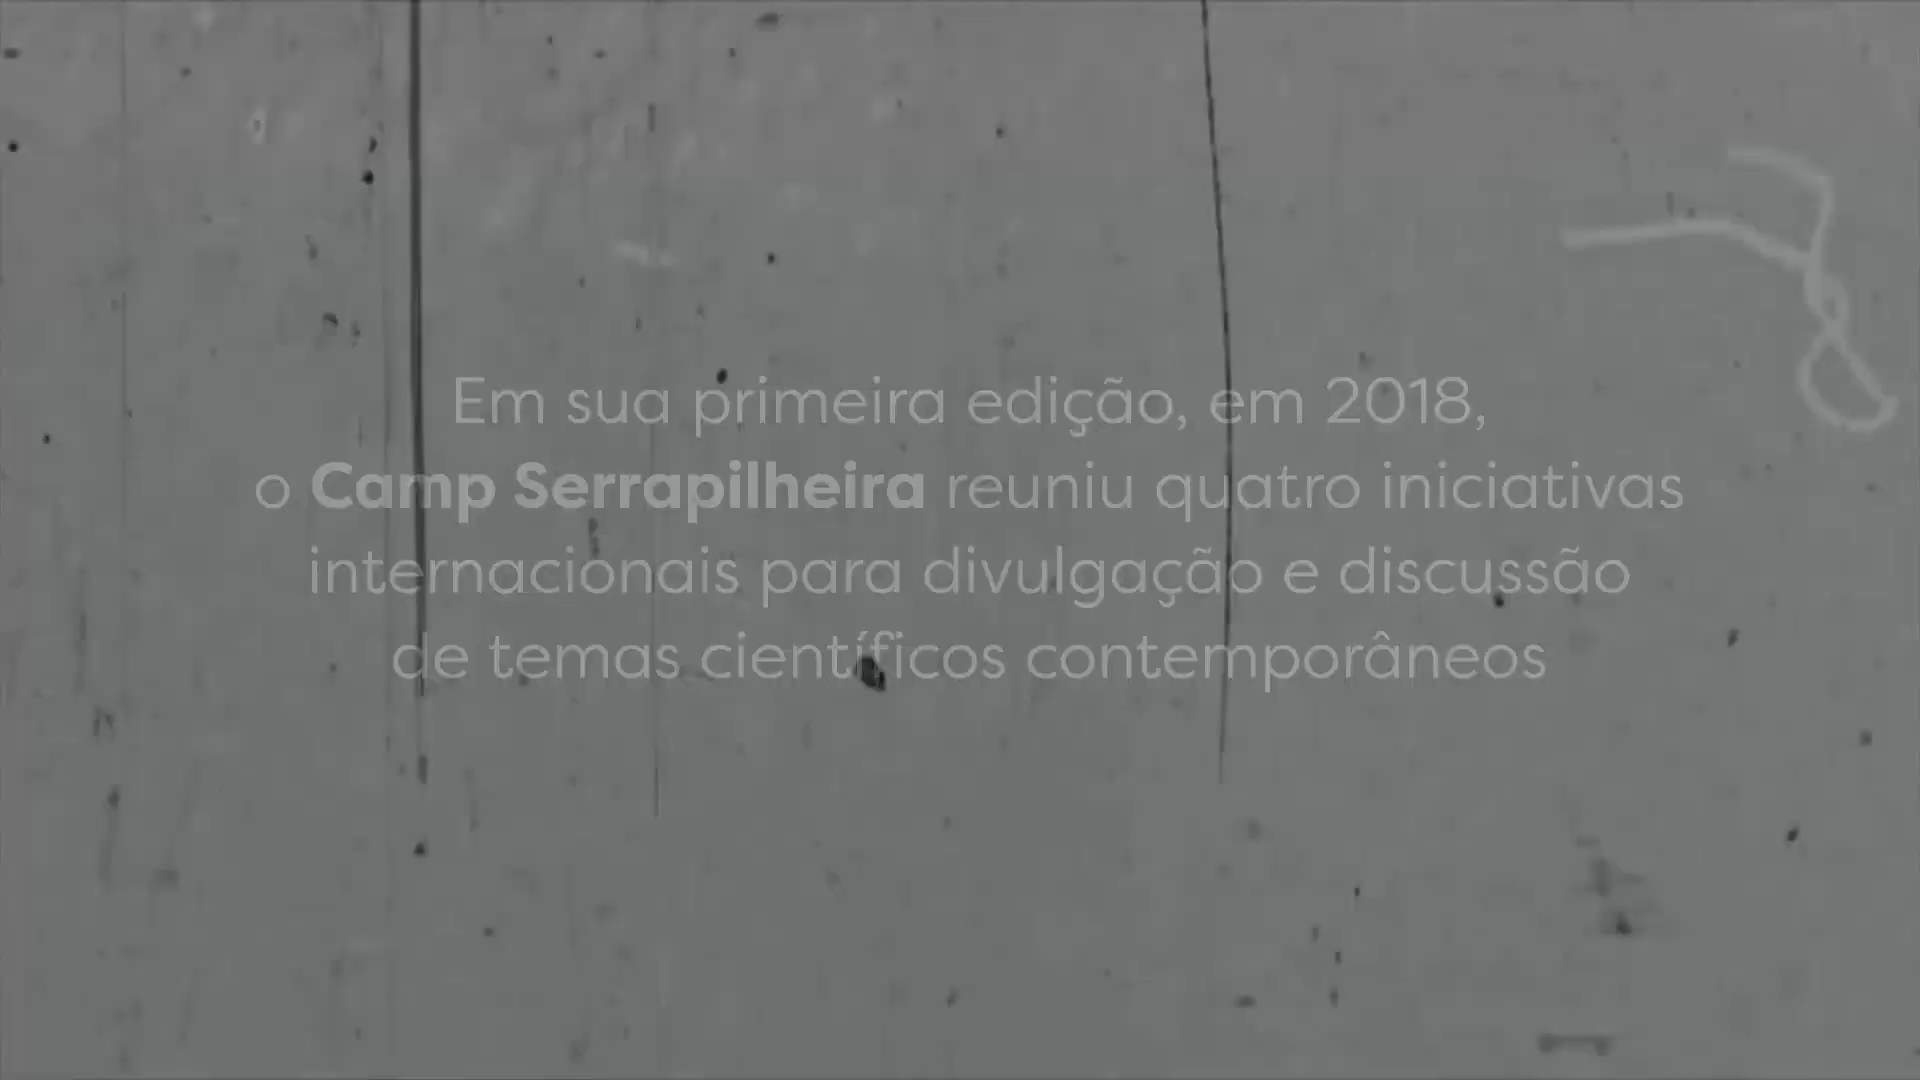 Em sua primeira edição, em 2018,
o Camp Serrapilheira reuniu quatro iniciativas
internacionais para divulgação e discussão
de temas científicos contemporâneos